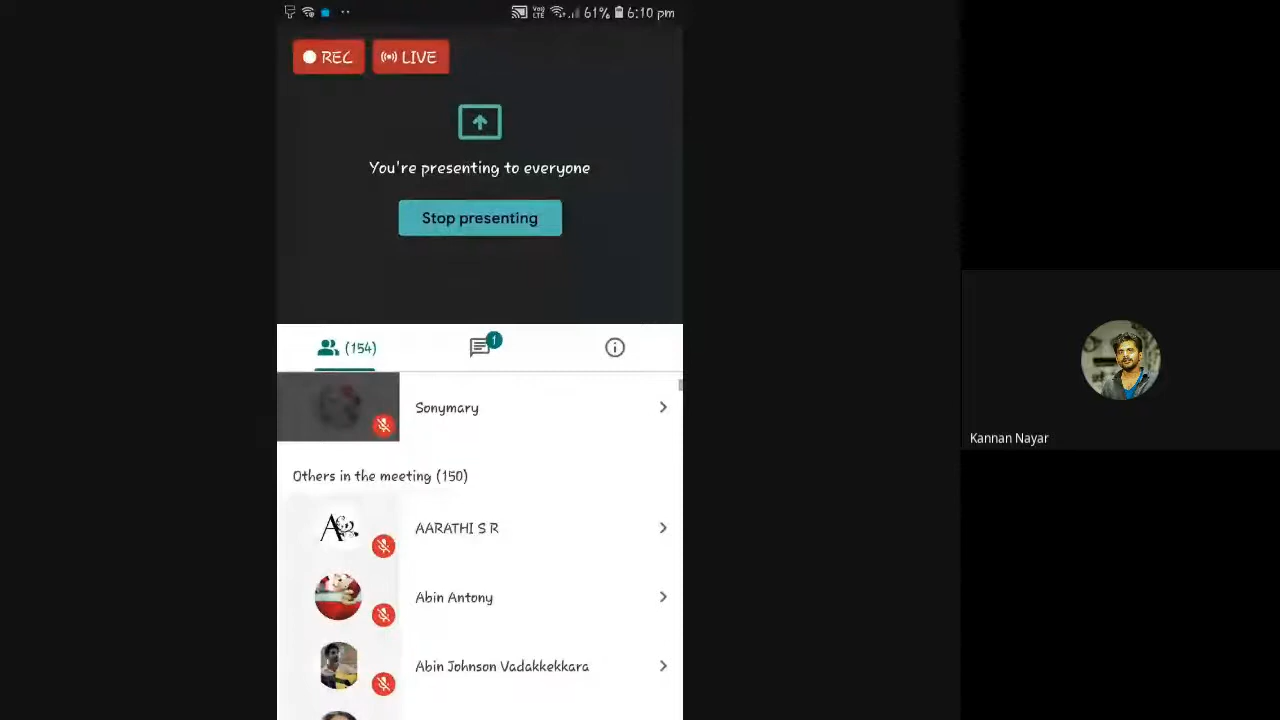 61% 6:10 pm
REC LIVE
You're presenting to everyone
Stop presenting
(154) 1
Sonymary
Others in the meeting (150)
AARATHI S R
Abin Antony
Abin Johnson Vadakkekkara
Kannan Nayar